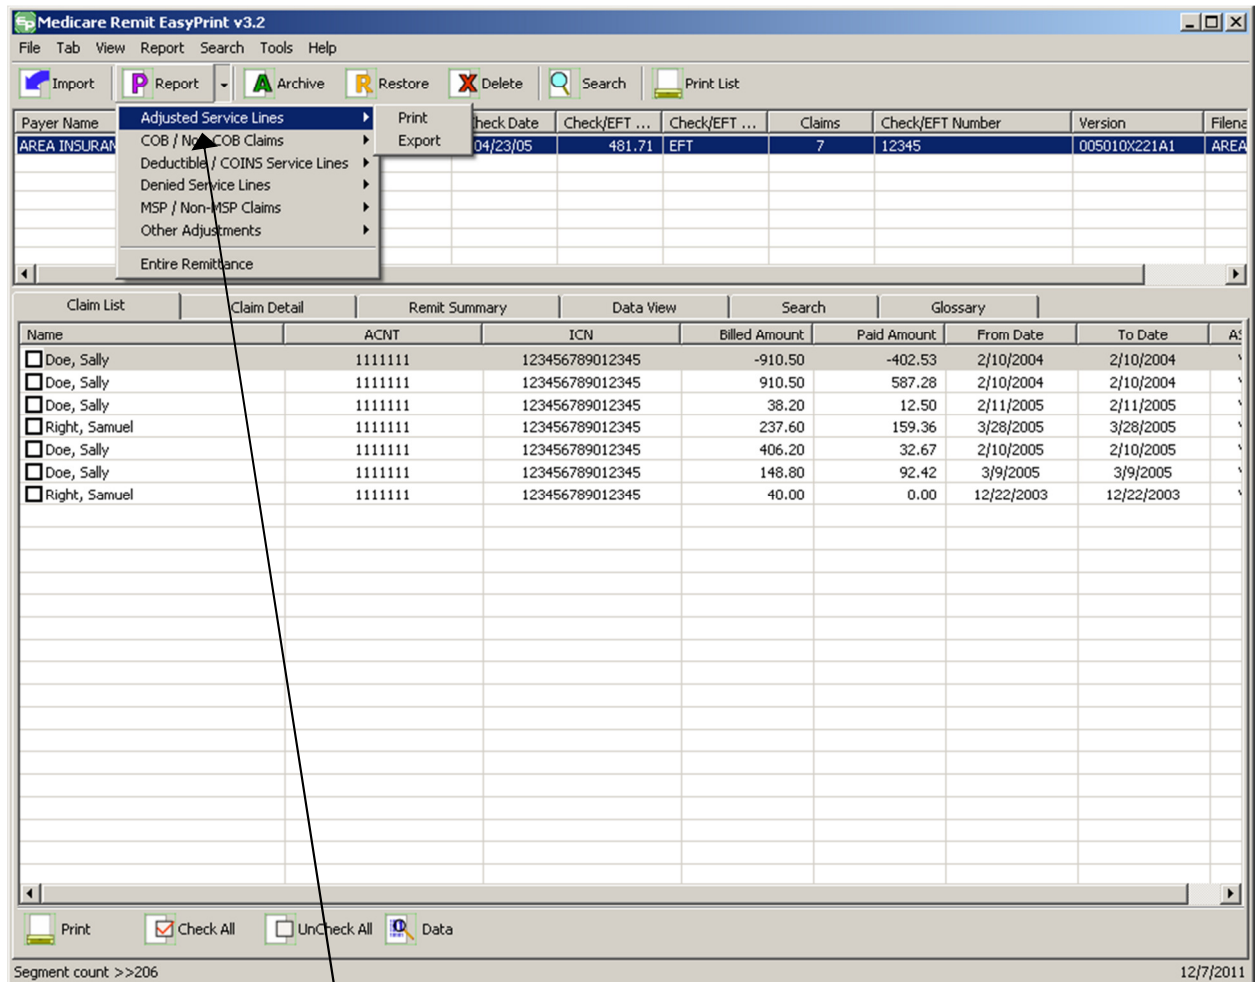 Medicare Remit EasyPrint v3.2
File Tab View Report Search Tools Help
Import P Report A Archive R Restore X Delete Search Print List
Payer Name Check Date Check/EFT ... Check/EFT ... Claims Check/EFT Number Version Filena
AREA INSURAN 04/23/05 481.71 EFT 7 12345 005010X221A1 AREA
Adjusted Service Lines
COB / Non-COB Claims
Deductible / COINS Service Lines
Denied Service Lines
MSP / Non-MSP Claims
Other Adjustments
Entire Remittance
Print
Export
Claim List Claim Detail Remit Summary Data View Search Glossary
Name ACNT ICN Billed Amount Paid Amount From Date To Date AS
Doe, Sally 1111111 123456789012345 -910.50 -402.53 2/10/2004 2/10/2004
Doe, Sally 1111111 123456789012345 910.50 587.28 2/10/2004 2/10/2004
Doe, Sally 1111111 123456789012345 38.20 12.50 2/11/2005 2/11/2005
Right, Samuel 1111111 123456789012345 237.60 159.36 3/28/2005 3/28/2005
Doe, Sally 1111111 123456789012345 406.20 32.67 2/10/2005 2/10/2005
Doe, Sally 1111111 123456789012345 148.80 92.42 3/9/2005 3/9/2005
Right, Samuel 1111111 123456789012345 40.00 0.00 12/22/2003 12/22/2003
Print Check All UnCheck All Data
Segment count >>206 12/7/2011